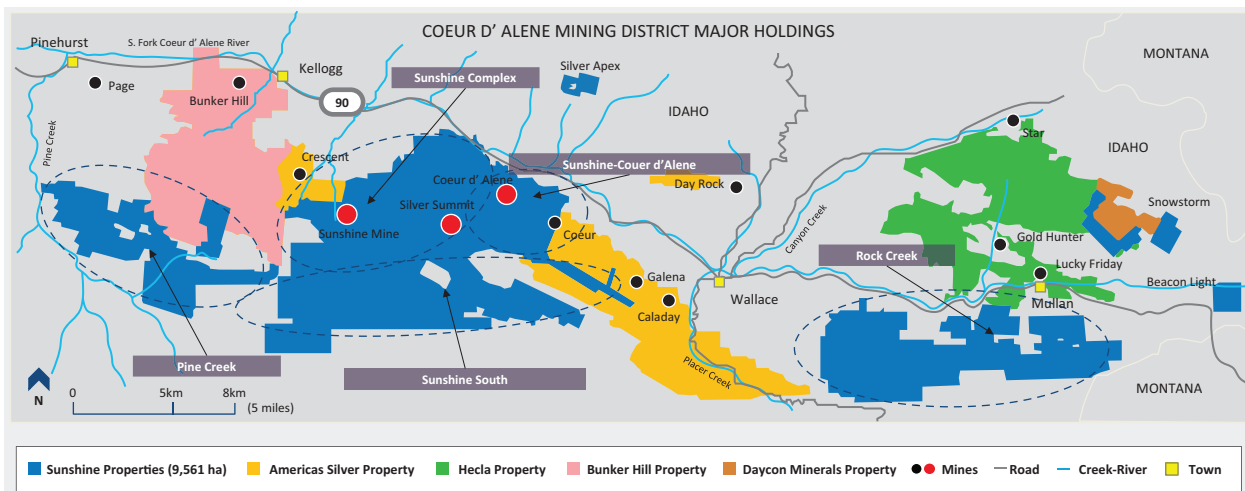 COEUR D’ ALENE MINING DISTRICT MAJOR HOLDINGS
MONTANA
Pinehurst
S. Fork Coeur d’ Alene River
Kellogg
Sunshine Complex
Silver Apex
Page
Bunker Hill
90
IDAHO
Star
IDAHO
Pine Creek
Crescent
Sunshine-Couer d’Alene
Coeur d’ Alene
Day Rock
Silver Summit
Snowstorm
Sunshine Mine
Coeur
Canyon Creek
Gold Hunter
Rock Creek
Lucky Friday
Galena
Beacon Light
Wallace
Mullan
Caladay
Pine Creek
Sunshine South
Placer Creek
MONTANA
N
0
5km
8km
(5 miles)
Sunshine Properties (9,561 ha)
Americas Silver Property
Hecla Property
Bunker Hill Property
Daycon Minerals Property
Mines
Road
Creek-River
Town